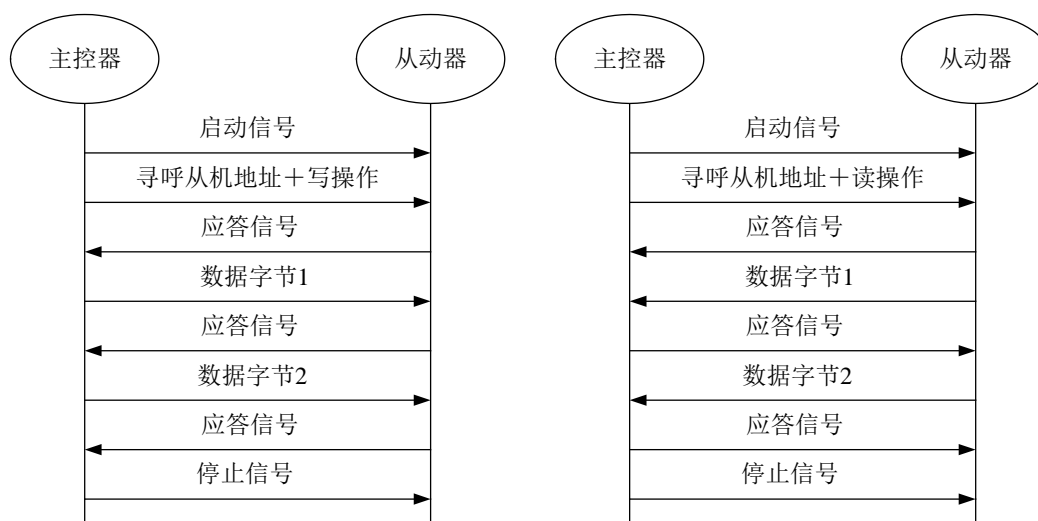 主控器
从动器
启动信号
寻呼从机地址＋写操作
应答信号
数据字节1
应答信号
数据字节2
应答信号
停止信号
主控器
从动器
启动信号
寻呼从机地址＋读操作
应答信号
数据字节1
应答信号
数据字节2
应答信号
停止信号